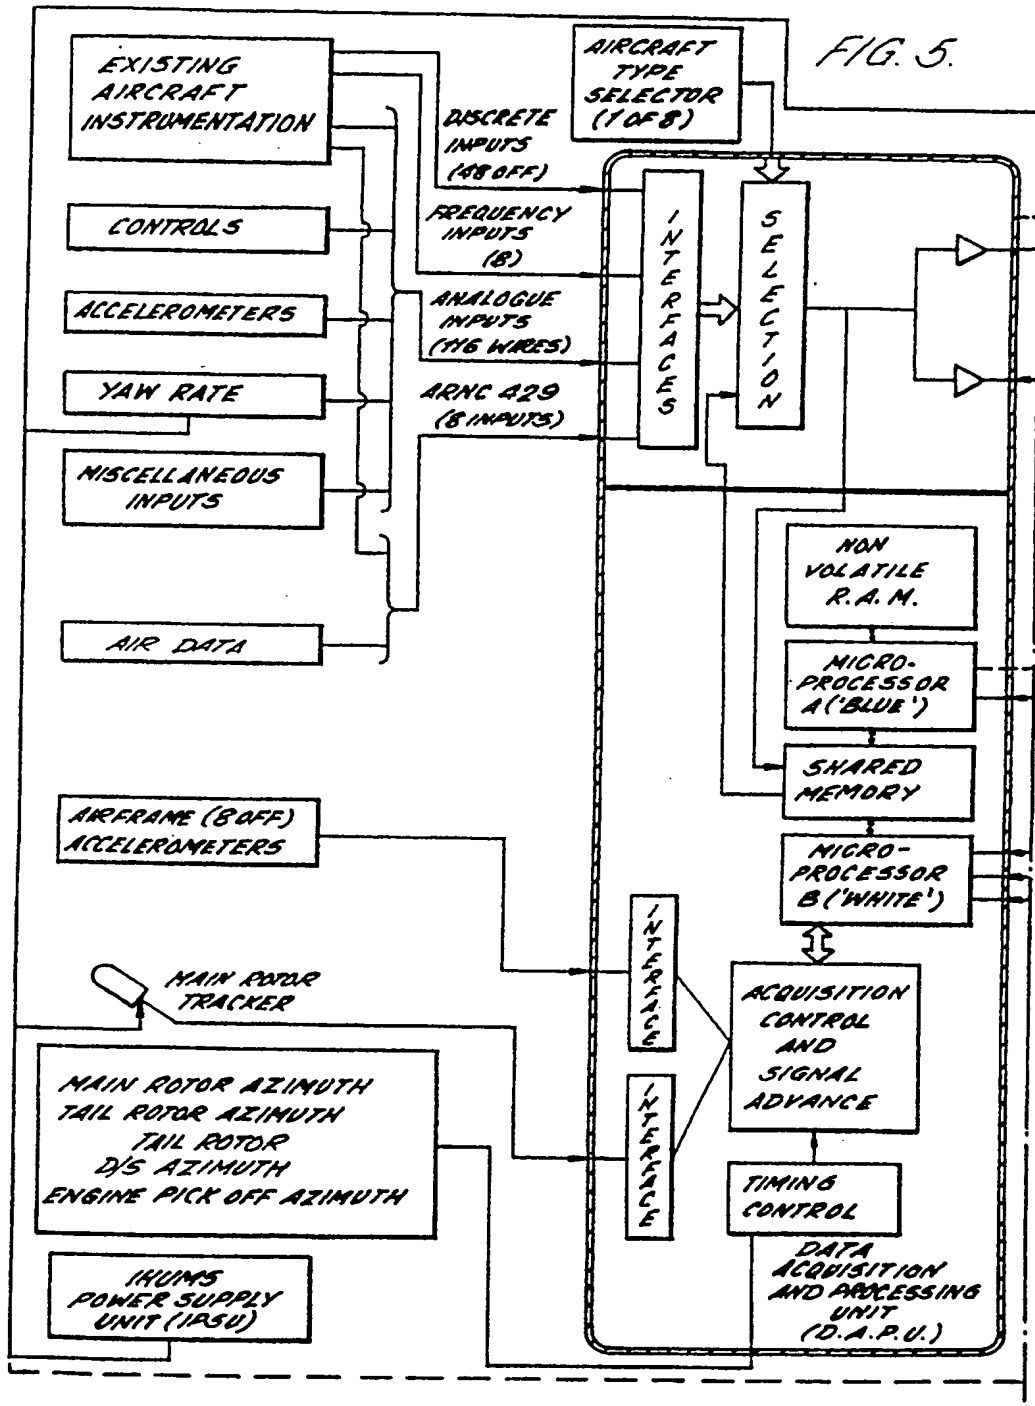 FIG. 5.
EXISTING
AIRCRAFT
INSTRUMENTATION
AIRCRAFT
TYPE
SELECTOR
(1 OF 8)
DISCRETE
INPUTS
(48 OFF)
CONTROLS
FREQUENCY
INPUTS
(8)
ACCELEROMETERS
ANALOGUE
INPUTS
(116 WIRES)
YAW RATE
ARNC 429
(8 INPUTS)
MISCELLANEOUS
INPUTS
AIR DATA
INTERFACES
SELECTION
NON
VOLATILE
R.A.M.
MICRO-
PROCESSOR
A ('BLUE')
SHARED
MEMORY
MICRO-
PROCESSOR
B ('WHITE')
AIRFRAME (8 OFF)
ACCELEROMETERS
INTERFACE
MAIN ROTOR
TRACKER
ACQUISITION
CONTROL
AND
SIGNAL
ADVANCE
MAIN ROTOR AZIMUTH
TAIL ROTOR AZIMUTH
TAIL ROTOR
D/S AZIMUTH
ENGINE PICK OFF AZIMUTH
INTERFACE
TIMING
CONTROL
IHUMS
POWER SUPPLY
UNIT (IPSU)
DATA
ACQUISITION
AND PROCESSING
UNIT
(D.A.P.U.)